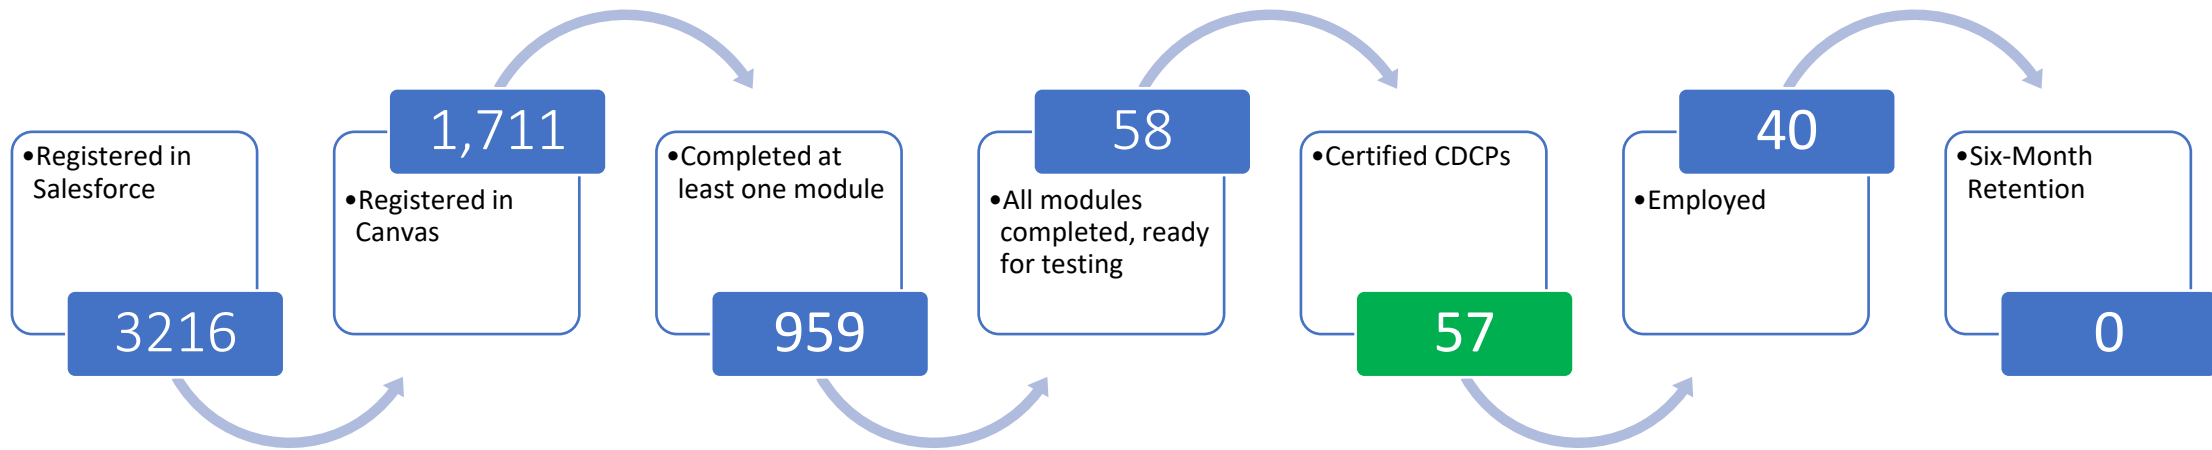 •Registered in
Salesforce
3216
1,711
•Registered in
Canvas
•Completed at
least one module
959
58
•All modules
completed, ready
for testing
•Certified CDCPs
57
40
•Employed
•Six-Month
Retention
0